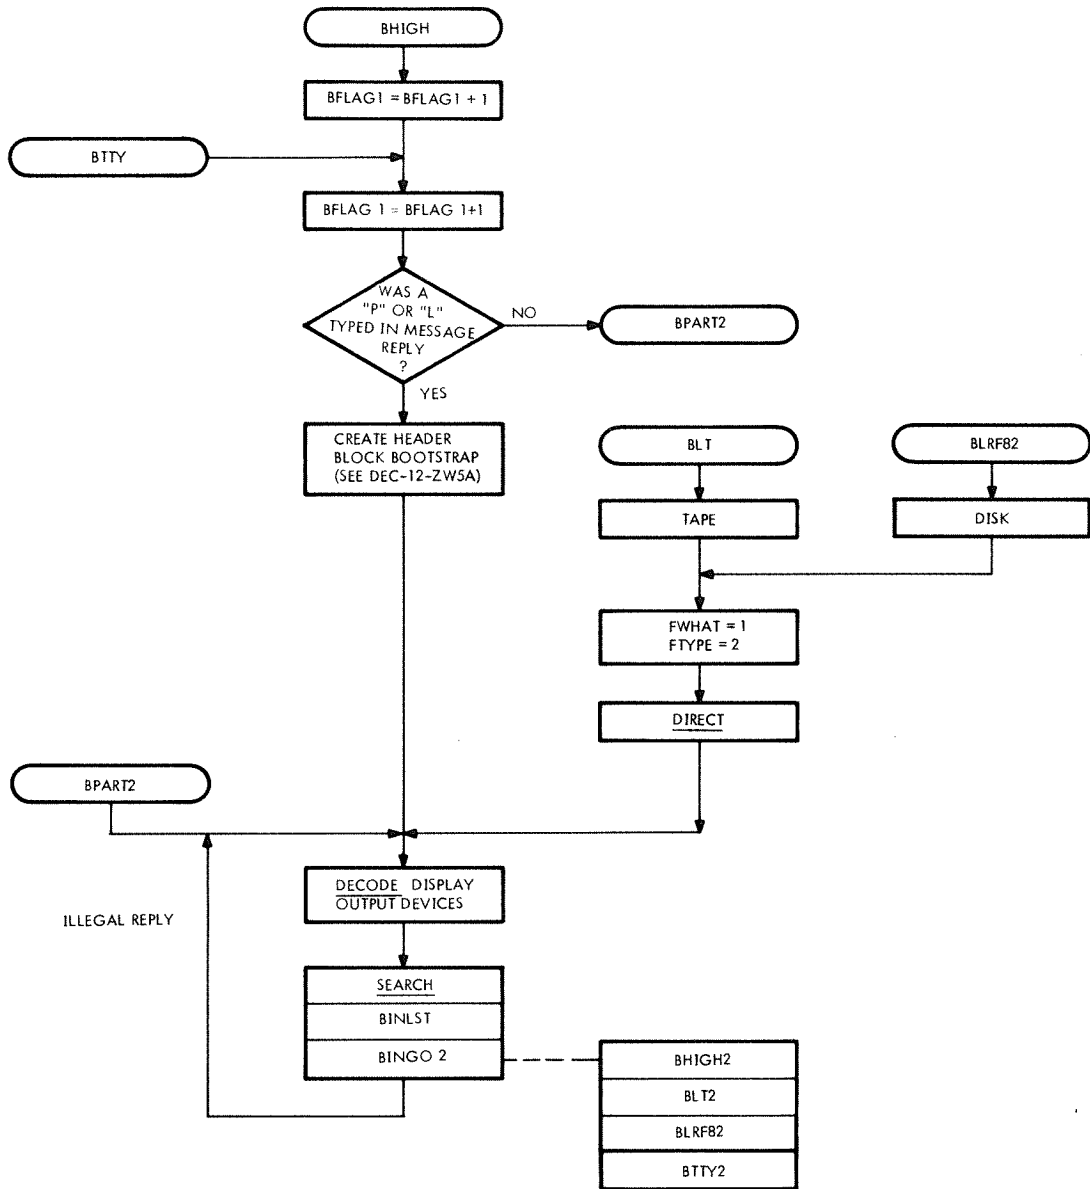 BHIGH
BFLAG1 = BFLAG1 + 1
BTTY
BFLAG 1 = BFLAG 1+1
WAS A
"P" OR "L"
TYPED IN MESSAGE
REPLY
?
NO
BPART2
YES
CREATE HEADER
BLOCK BOOTSTRAP
(SEE DEC-12-ZW5A)
BLT
BLRF82
TAPE
DISK
FWHAT = 1
FTYPE = 2
DIRECT
BPART2
DECODE DISPLAY
OUTPUT DEVICES
ILLEGAL REPLY
SEARCH
BINLST
BINGO 2
BHIGH2
BLT2
BLRF82
BTTY2